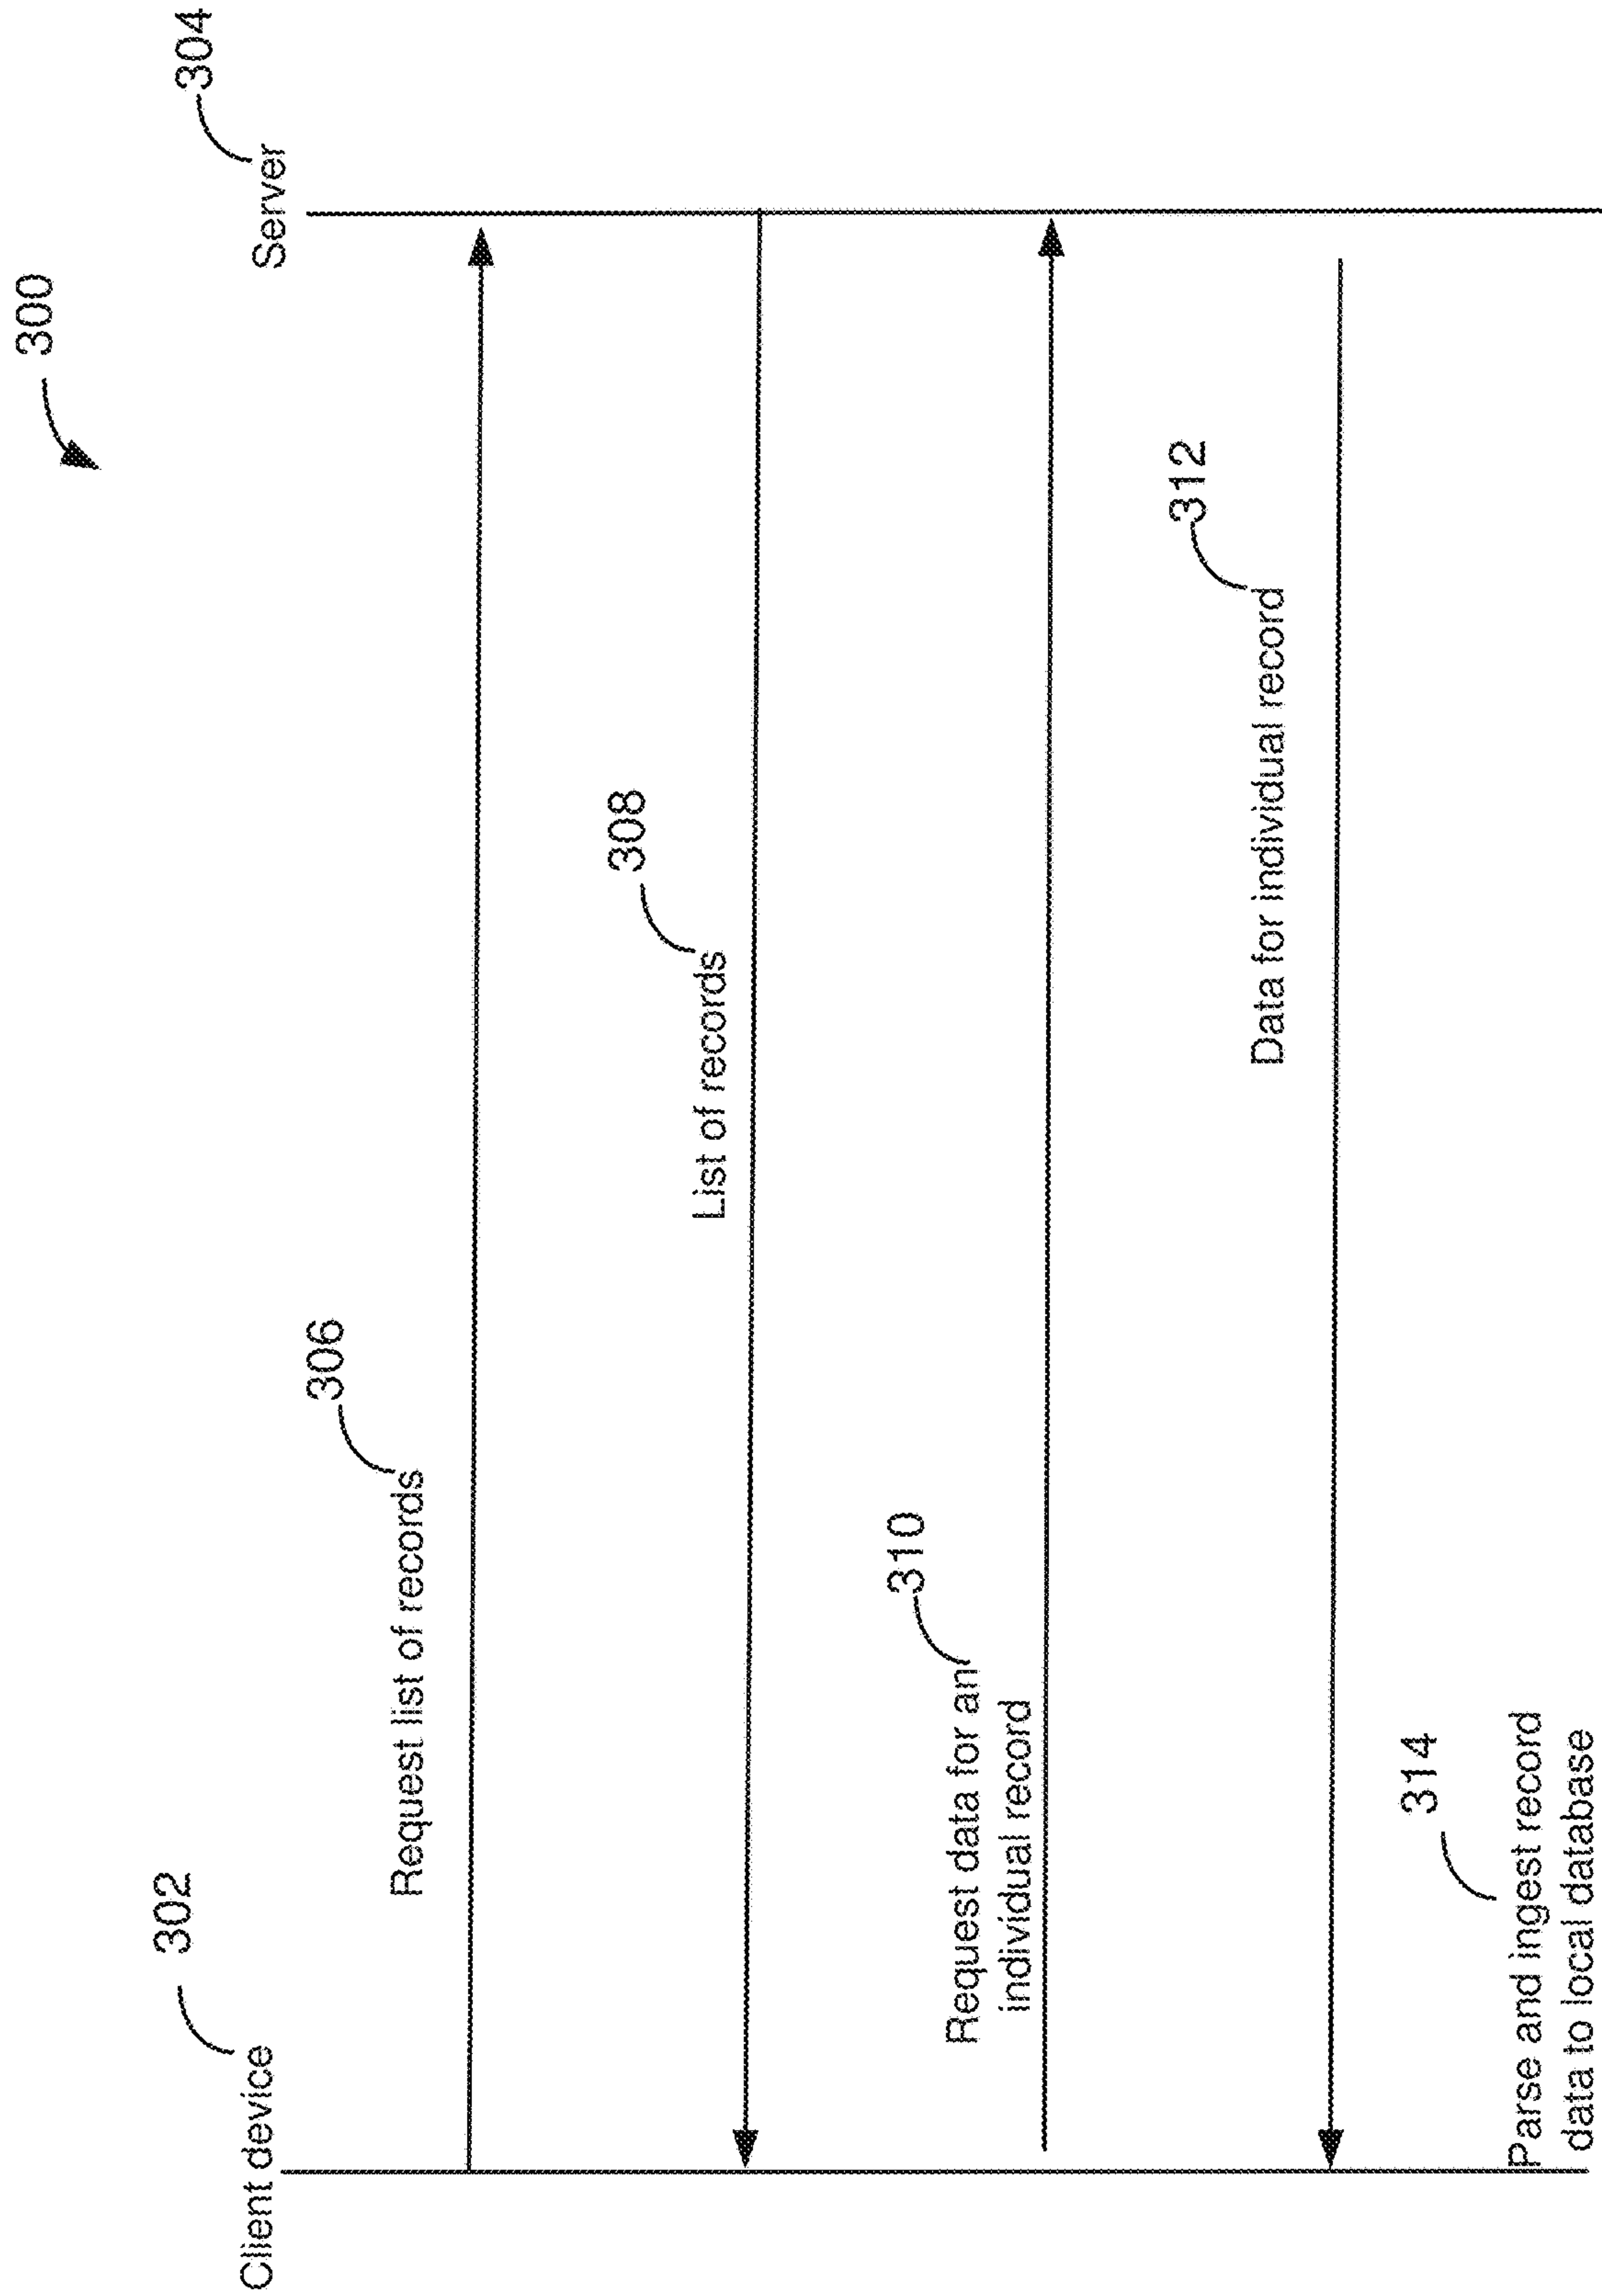 300
302
Client device
304
Server
306
Request list of records
308
List of records
310
Request data for an
individual record
312
Data for individual record
314
Parse and ingest record
data to local database